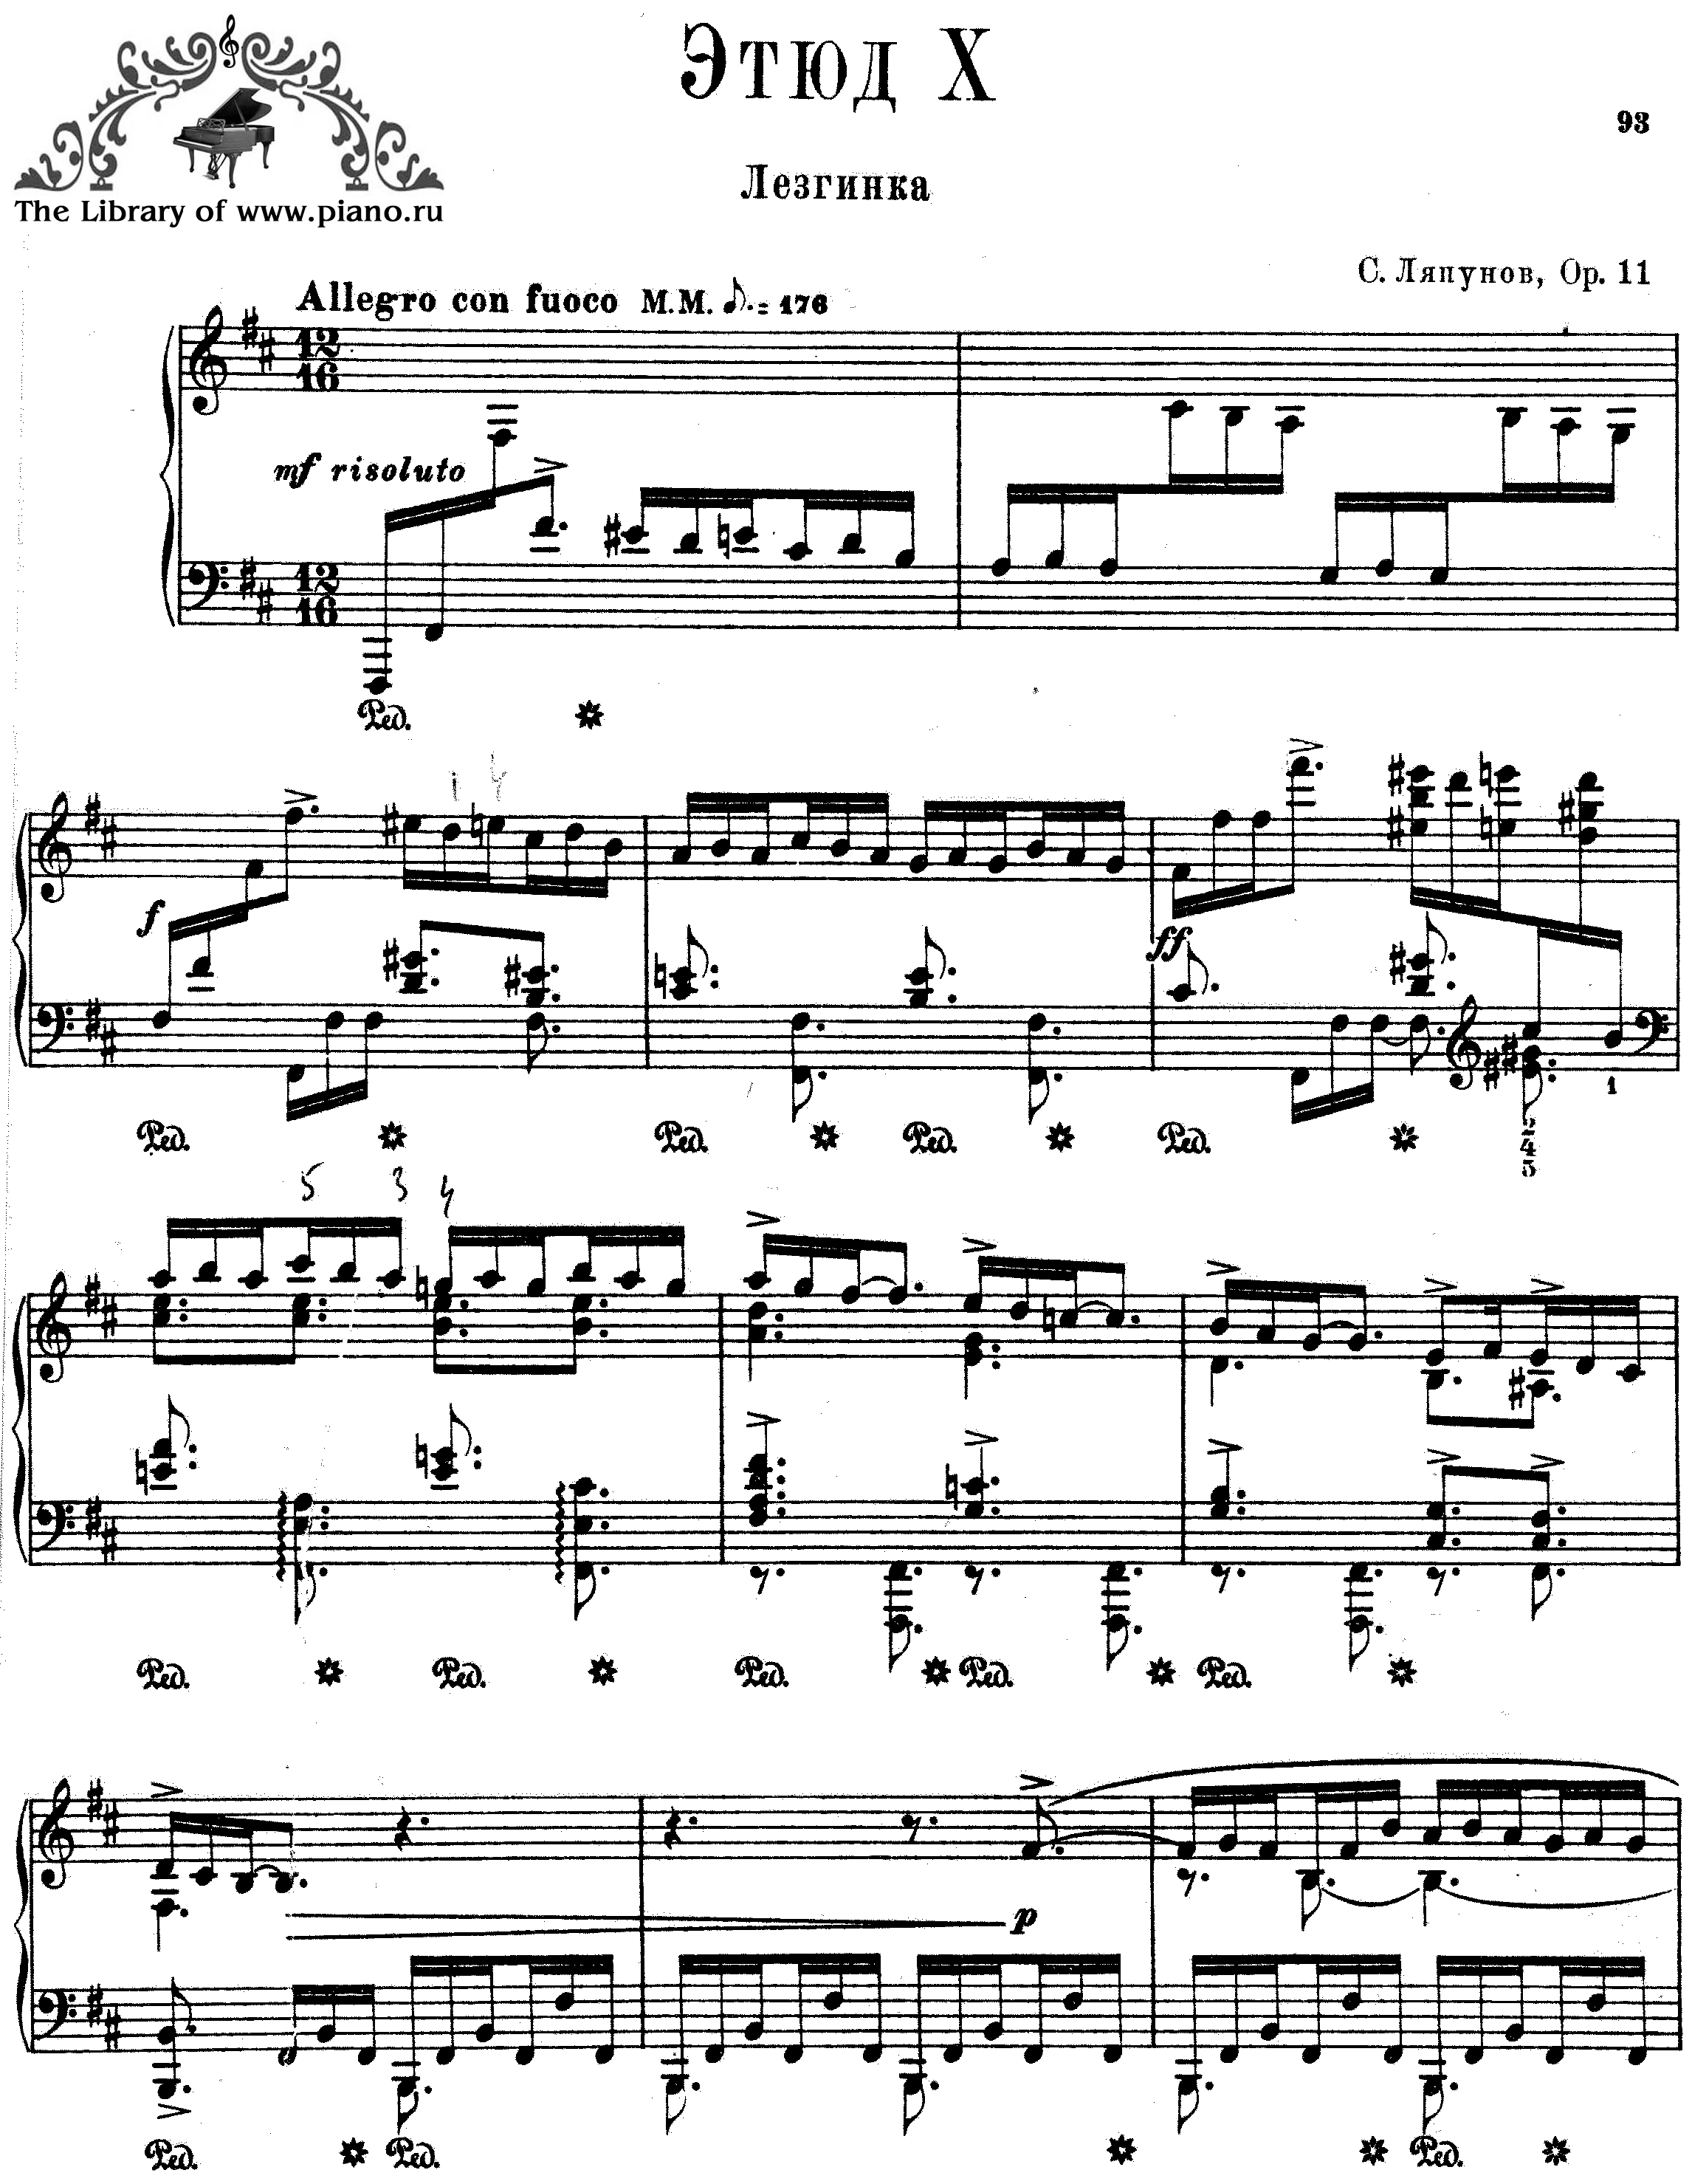 Этюд X
93
Лезгинка
The Library of www.piano.ru
С. Ляпунов, Op. 11
Allegro con fuoco M.M. ♪. = 176
12 16
mf risoluto
12 16
Ped. *
1 4
f
ff
1
Ped. * Ped. * Ped. * Ped. *
2
4
5
5 3 4
Ped. * Ped. * Ped. * Ped. * Ped. *
p
Ped. * Ped. * * Ped. *